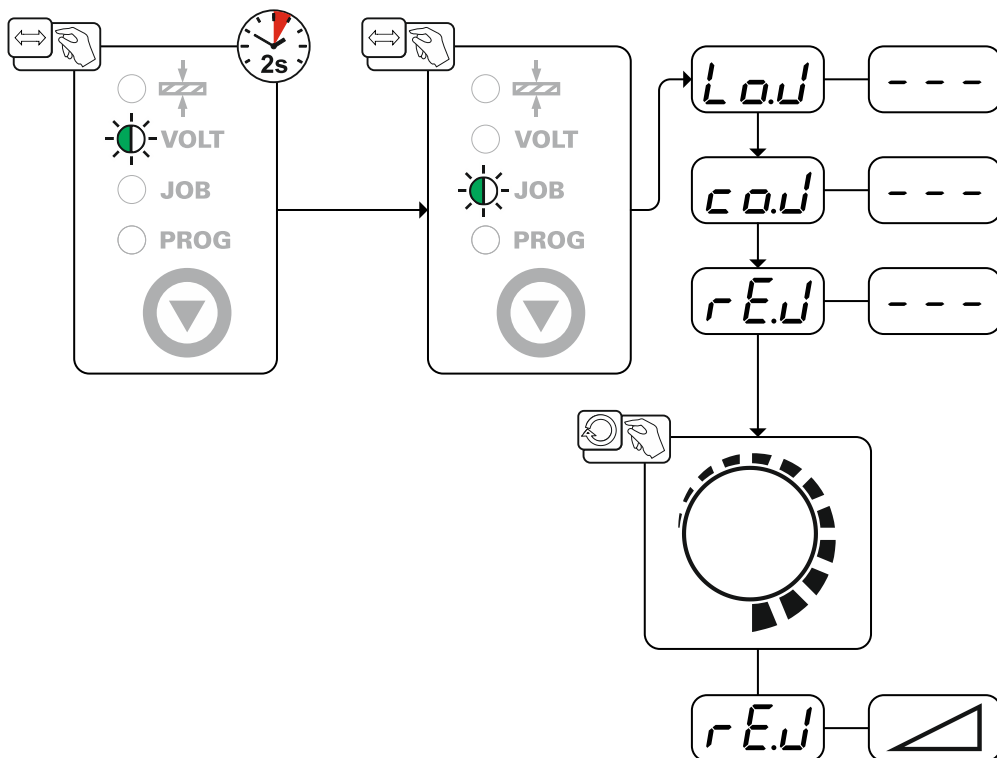 2s
VOLT
JOB
PROG
VOLT
JOB
PROG
Lo.J
- - -
co.J
- - -
rE.J
- - -
rE.J